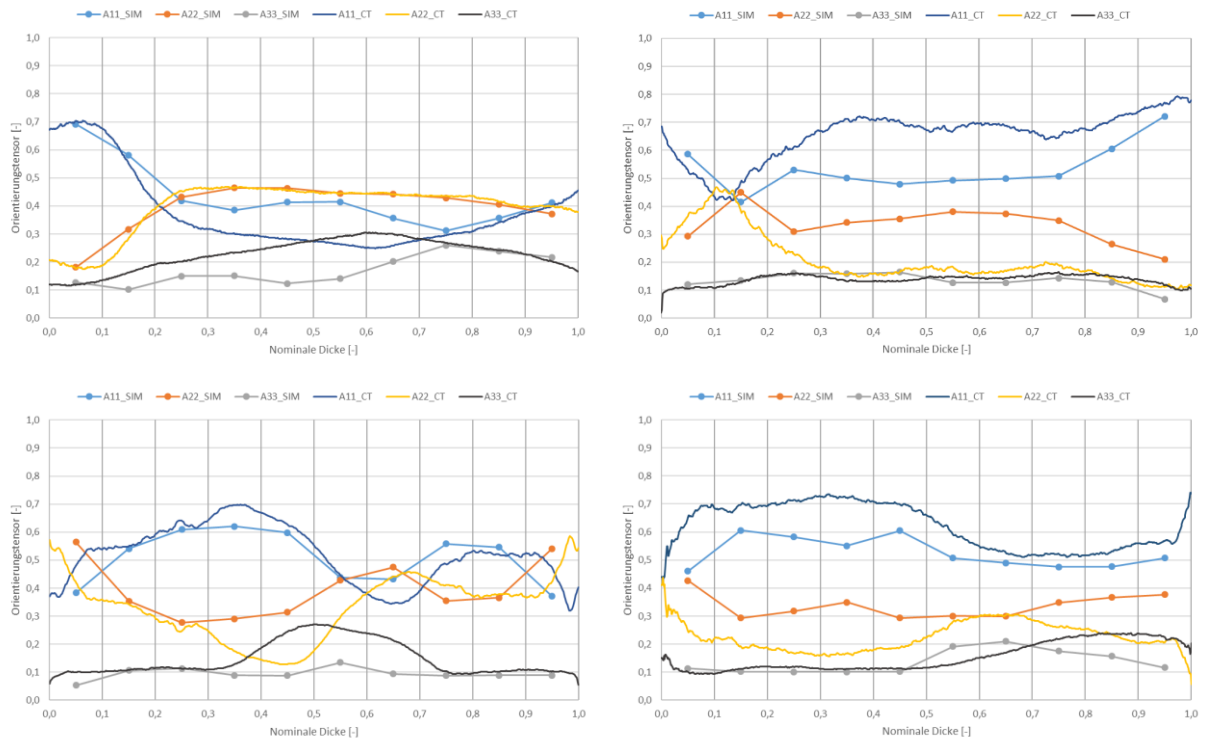 A11_SIM A22_SIM A33_SIM A11_CT A22_CT A33_CT
1,0
0,9
0,8
0,7
0,6
0,5
0,4
0,3
0,2
0,1
0,0
Orientierungstensor [-]
0,0 0,1 0,2 0,3 0,4 0,5 0,6 0,7 0,8 0,9 1,0
Nominale Dicke [-]
A11_SIM A22_SIM A33_SIM A11_CT A22_CT A33_CT
1,0
0,9
0,8
0,7
0,6
0,5
0,4
0,3
0,2
0,1
0,0
Orientierungstensor [-]
0,0 0,1 0,2 0,3 0,4 0,5 0,6 0,7 0,8 0,9 1,0
Nominale Dicke [-]
A11_SIM A22_SIM A33_SIM A11_CT A22_CT A33_CT
1,0
0,9
0,8
0,7
0,6
0,5
0,4
0,3
0,2
0,1
0,0
Orientierungstensor [-]
0,0 0,1 0,2 0,3 0,4 0,5 0,6 0,7 0,8 0,9 1,0
Nominale Dicke [-]
A11_SIM A22_SIM A33_SIM A11_CT A22_CT A33_CT
1,0
0,9
0,8
0,7
0,6
0,5
0,4
0,3
0,2
0,1
0,0
Orientierungstensor [-]
0,0 0,1 0,2 0,3 0,4 0,5 0,6 0,7 0,8 0,9 1,0
Nominale Dicke [-]